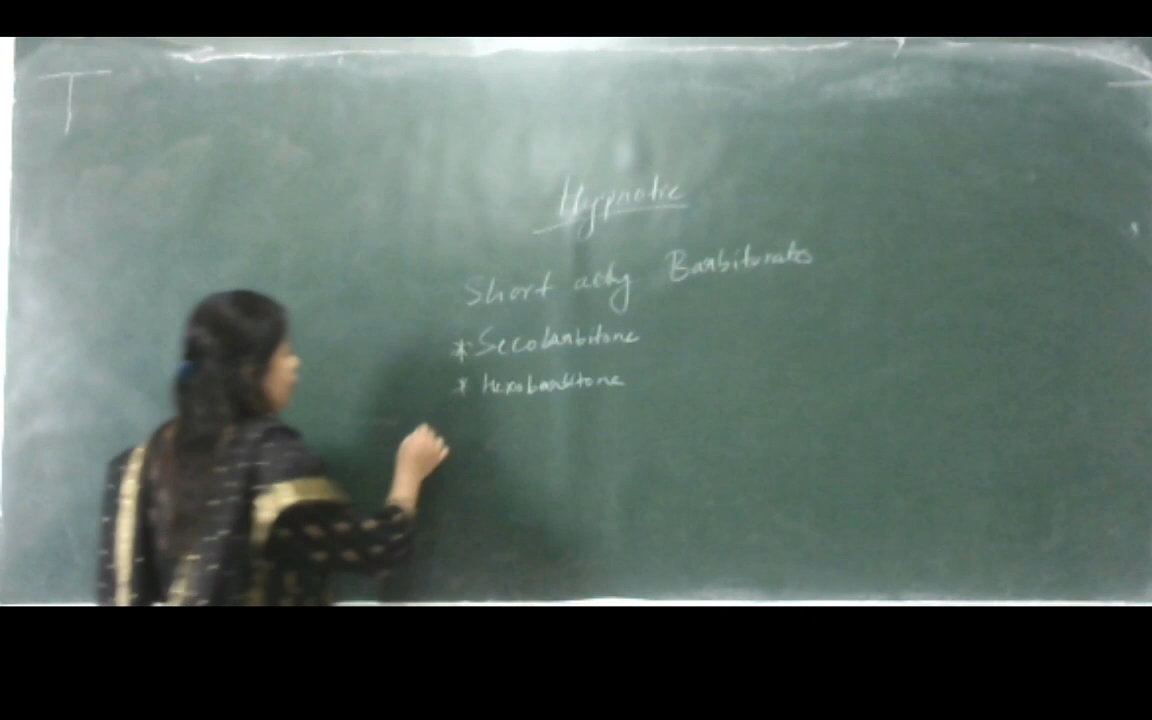 Hypnotic
Short acting Barbiturates
* Secobarbitone
* Hexobarbitone